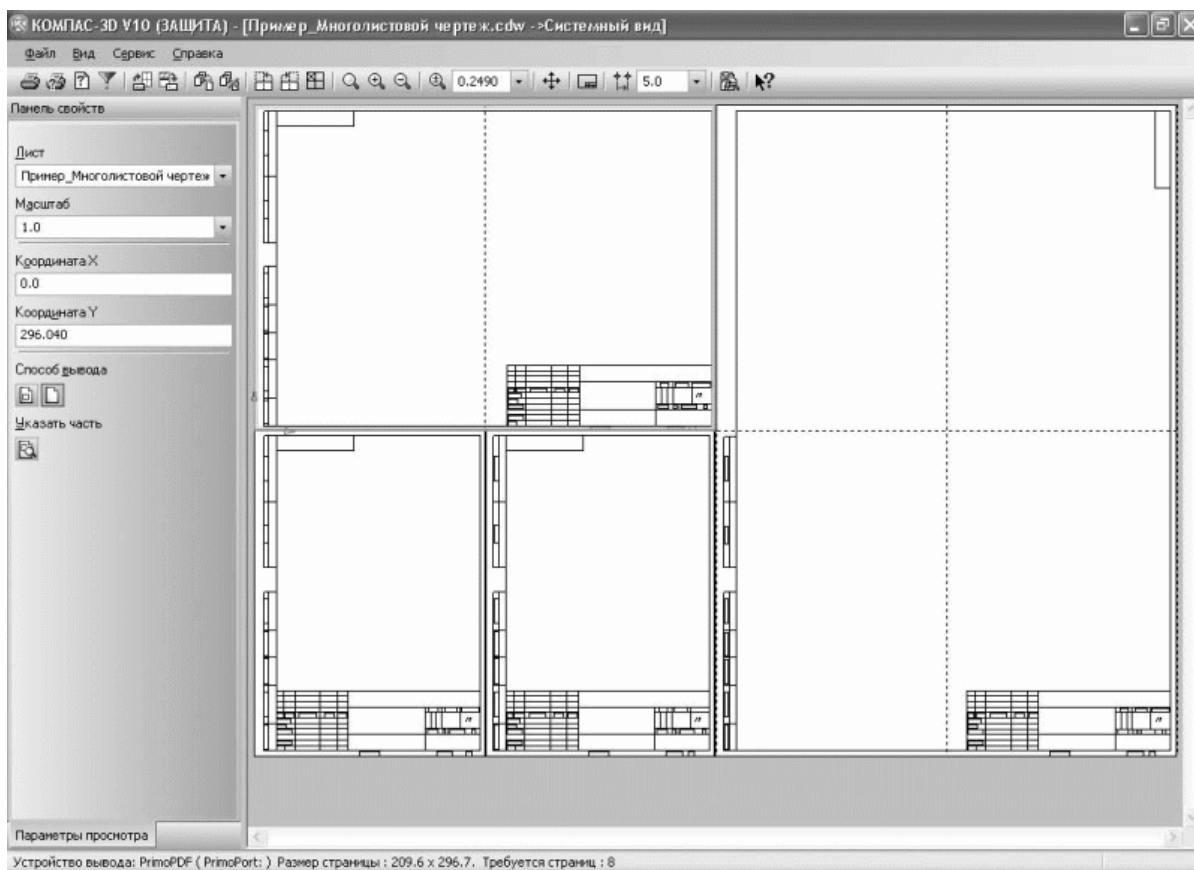 КОМПАС-3D V10 (ЗАЩИТА) - [Пример_Многолистовой чертеж.cdw ->Системный вид]
Файл Вид Сервис Справка
0.2490 5.0
Панель свойств
Лист
Пример_Многолистовой чертеж
Масштаб
1.0
Координата X
0.0
Координата Y
296.040
Способ вывода
Указать часть
Параметры просмотра
Устройство вывода: PrimoPDF ( PrimoPort: ) Размер страницы : 209.6 x 296.7. Требуется страниц : 8